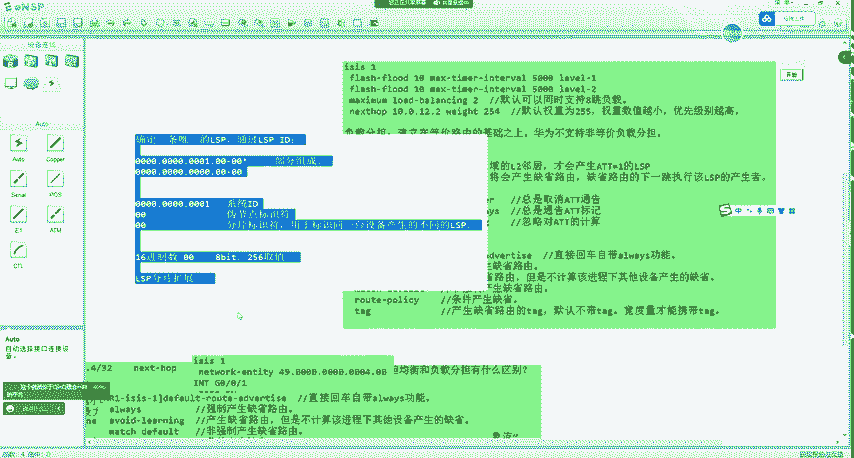 eNSP
Auto
Auto
Copper
Serial
POS
E1
ATM
CTL
Auto
自动选择接口连接设备。
确定一条唯一的LSP，通过LSP ID：
0000.0000.0001.00-00* 部分组成。
0000.0000.0000.00-00
0000.0000.0001 系统ID
00 伪节点标识符
00 分片标识符，用于标识同一台设备产生的不同的LSP。
16进制数 00 8bit，256取值
LSP分片扩展
isis 1
flash-flood 10 max-timer-interval 5000 level-1
flash-flood 10 max-timer-interval 5000 level-2
maximum load-balancing 2 //默认可以同时支持8跳负载。
nexthop 10.0.12.2 weight 254 //默认权重为255，权重数值越小，优先级别越高。
负载分担，建立在等价路由的基础之上，华为不支持非等价负载分担。
域的L2邻居，才会产生ATT=1的LSP
将会产生缺省路由，缺省路由的下一跳执行该LSP的产生者。
//总是取消ATT通告
//总是通告ATT标记
//忽略对ATT的计算
advertise //直接回车自带always功能。
生缺省路由。
省路由，但是不计算该进程下其他设备产生的缺省。
产生缺省路由。
route-policy //条件产生缺省。
tag //产生缺省路由的tag，默认不带tag。宽度量才能携带tag。
.4/32 next-hop
isis 1
network-entity 49.0000.0000.0004.00
INT G0/0/1
均衡和负载分担有什么区别?
R1-isis-1]default-route-advertise //直接回车自带always功能。
always //强制产生缺省路由。
avoid-learning //产生缺省路由，但是不计算该进程下其他设备产生的缺省。
match default //非强制产生缺省路由。